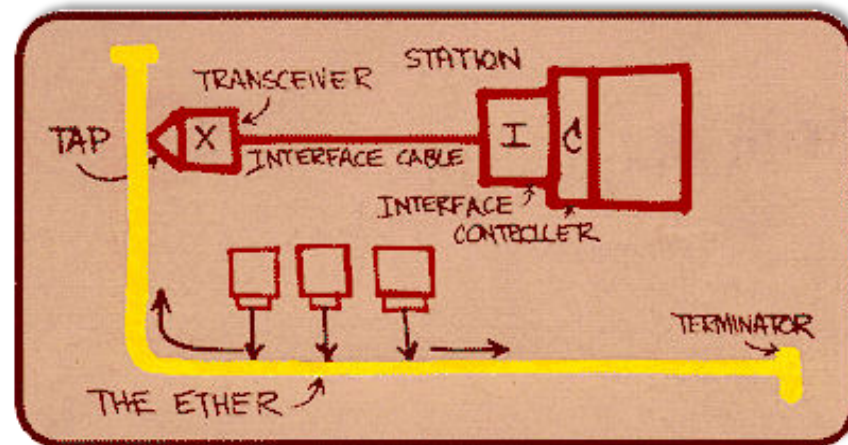 STATION
TRANSCEIVER
TAP
X
I
C
INTERFACE CABLE
INTERFACE
CONTROLLER
TERMINATOR
THE ETHER